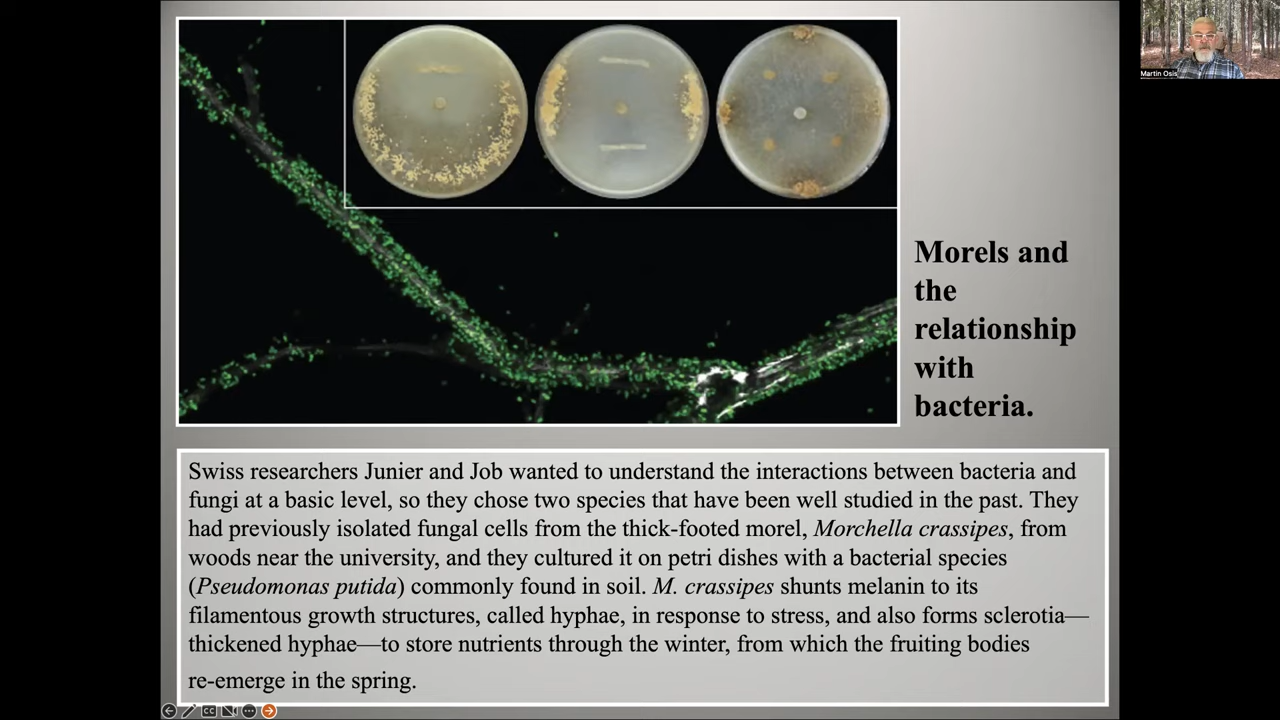 Martin Osis
Morels and
the
relationship
with
bacteria.
Swiss researchers Junier and Job wanted to understand the interactions between bacteria and
fungi at a basic level, so they chose two species that have been well studied in the past. They
had previously isolated fungal cells from the thick-footed morel, Morchella crassipes, from
woods near the university, and they cultured it on petri dishes with a bacterial species
(Pseudomonas putida) commonly found in soil. M. crassipes shunts melanin to its
filamentous growth structures, called hyphae, in response to stress, and also forms sclerotia—
thickened hyphae—to store nutrients through the winter, from which the fruiting bodies
re-emerge in the spring.
CC